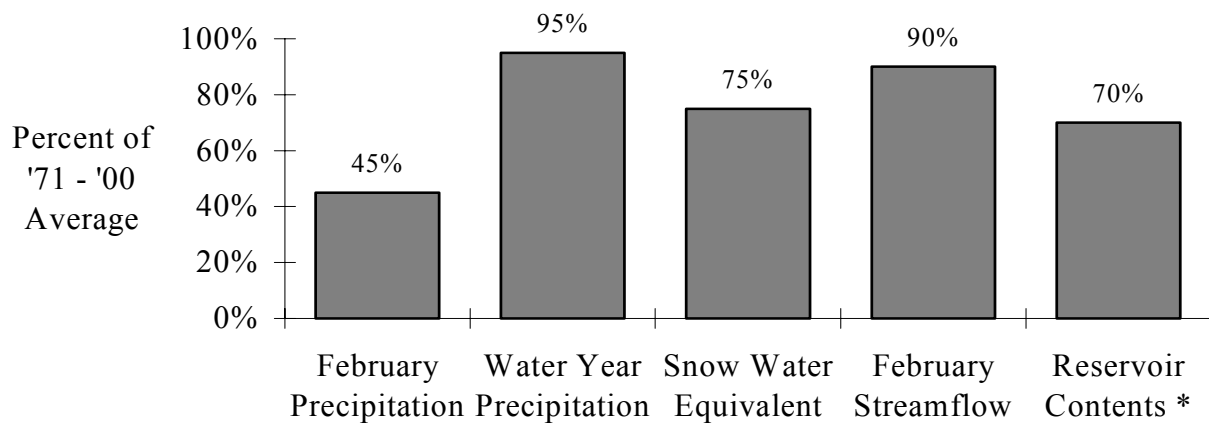 Percent of
'71 - '00
Average
100%
80%
60%
40%
20%
0%
45%
95%
75%
90%
70%
February
Precipitation
Water Year
Precipitation
Snow Water
Equivalent
February
Streamflow
Reservoir
Contents *